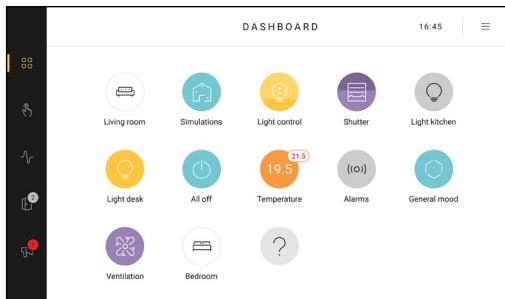 DASHBOARD 16:45
Living room Simulations Light control Shutter Light kitchen
21.5
19.5
Light desk All off Temperature Alarms General mood
2
1
?
Ventilation Bedroom